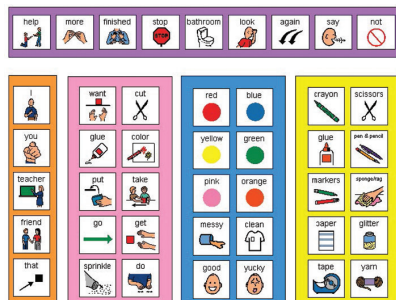 help more finished stop bathroom look again say not
STOP
I
you
teacher
friend
that
want cut
glue color
put take
go get
sprinkle do
red blue
yellow green
pink orange
messy clean
good yucky
crayon scissors
glue pen & pencil
markers sponge/rag
paper glitter
tape yarn